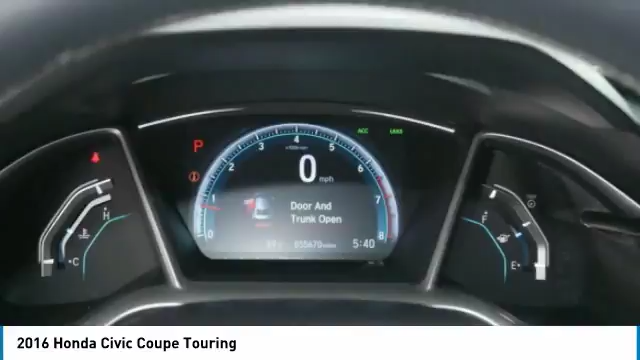 P
ACC
LKAS
0 1 2 3 4 5 6 7 8
x1000r/min
0 mph
Door And
Trunk Open
055670 miles
5:40
H
C
F
E
2016 Honda Civic Coupe Touring